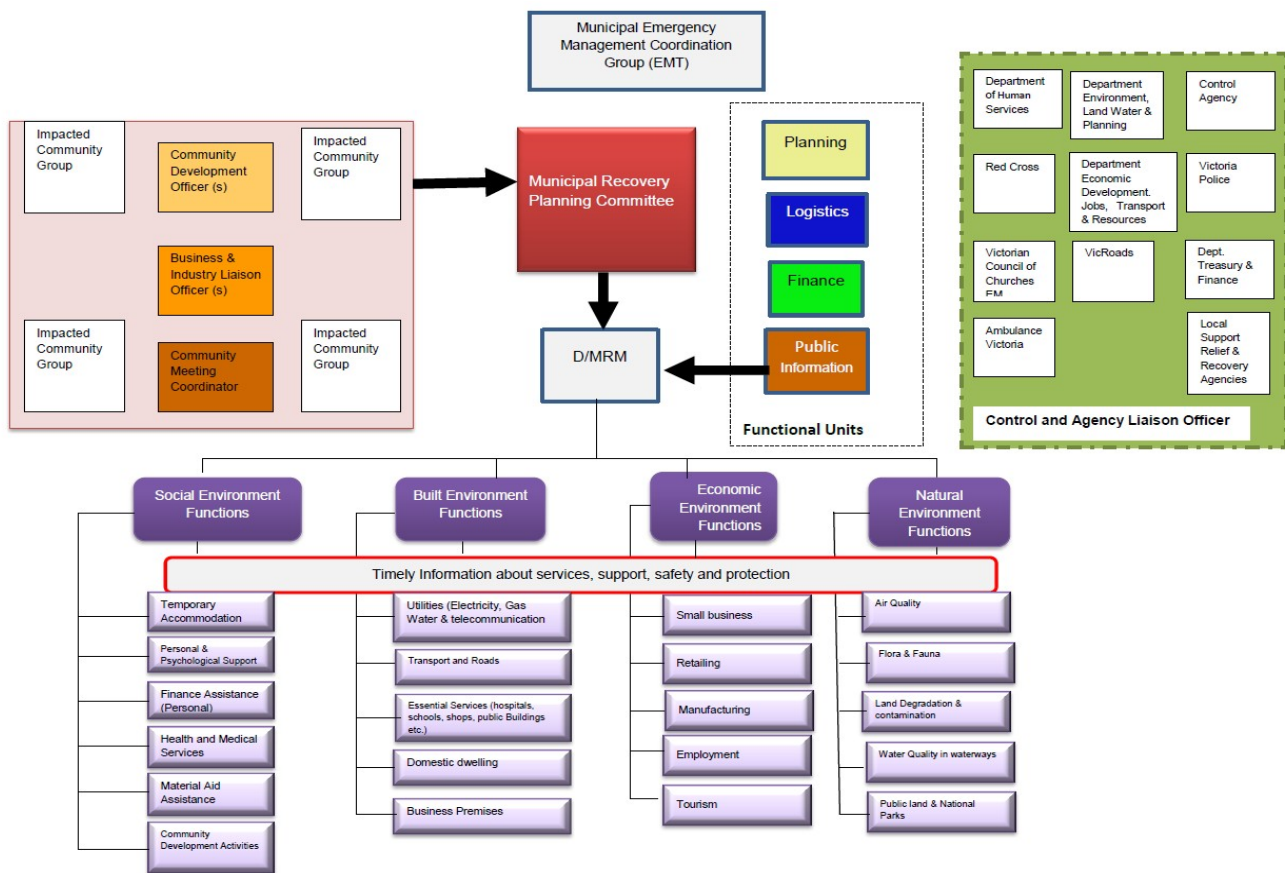 Municipal Emergency
Management Coordination
Group (EMT)
Impacted
Community
Group
Community
Development
Officer (s)
Impacted
Community
Group
Business &
Industry Liaison
Officer (s)
Impacted
Community
Group
Community
Meeting
Coordinator
Impacted
Community
Group
Municipal Recovery
Planning Committee
D/MRM
Planning
Logistics
Finance
Public
Information
Functional Units
Department
of Human
Services
Department
Environment,
Land Water &
Planning
Control
Agency
Red Cross
Department
Economic
Development.
Jobs, Transport
& Resources
Victoria
Police
Victorian
Council of
Churches
EM
VicRoads
Dept.
Treasury &
Finance
Ambulance
Victoria
Local
Support
Relief &
Recovery
Agencies
Control and Agency Liaison Officer
Social Environment
Functions
Built Environment
Functions
Economic
Environment
Functions
Natural
Environment
Functions
Timely Information about services, support, safety and protection
Temporary
Accommodation
Personal &
Psychological Support
Finance Assistance
(Personal)
Health and Medical
Services
Material Aid
Assistance
Community
Development Activities
Utilities (Electricity, Gas
Water & telecommunication
Transport and Roads
Essential Services (hospitals,
schools, shops, public Buildings
etc.)
Domestic dwelling
Business Premises
Small business
Retailing
Manufacturing
Employment
Tourism
Air Quality
Flora & Fauna
Land Degradation &
contamination
Water Quality in waterways
Public land & National
Parks